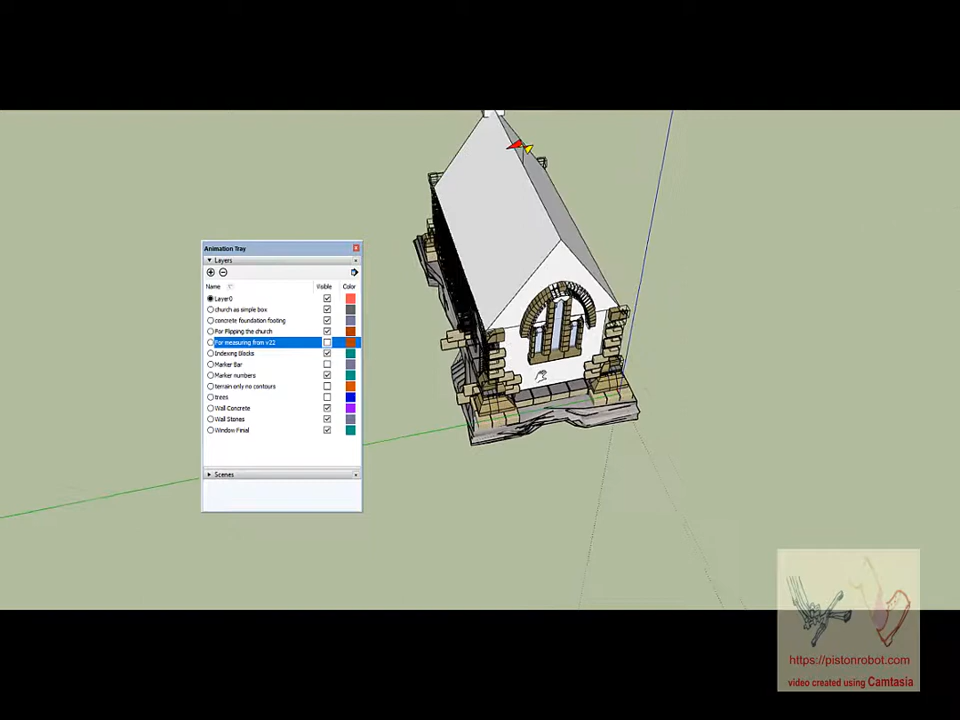 Animation Tray
Layers
Name Visible Color
Layer0
church as simple box
concrete foundation footing
For Flipping the church
For measuring from v22
Indexing Blocks
Marker Bar
Marker numbers
terrain only no contours
trees
Wall Concrete
Wall Stones
Window Finial
Scenes
https://pistonrobot.com
video created using Camtasia